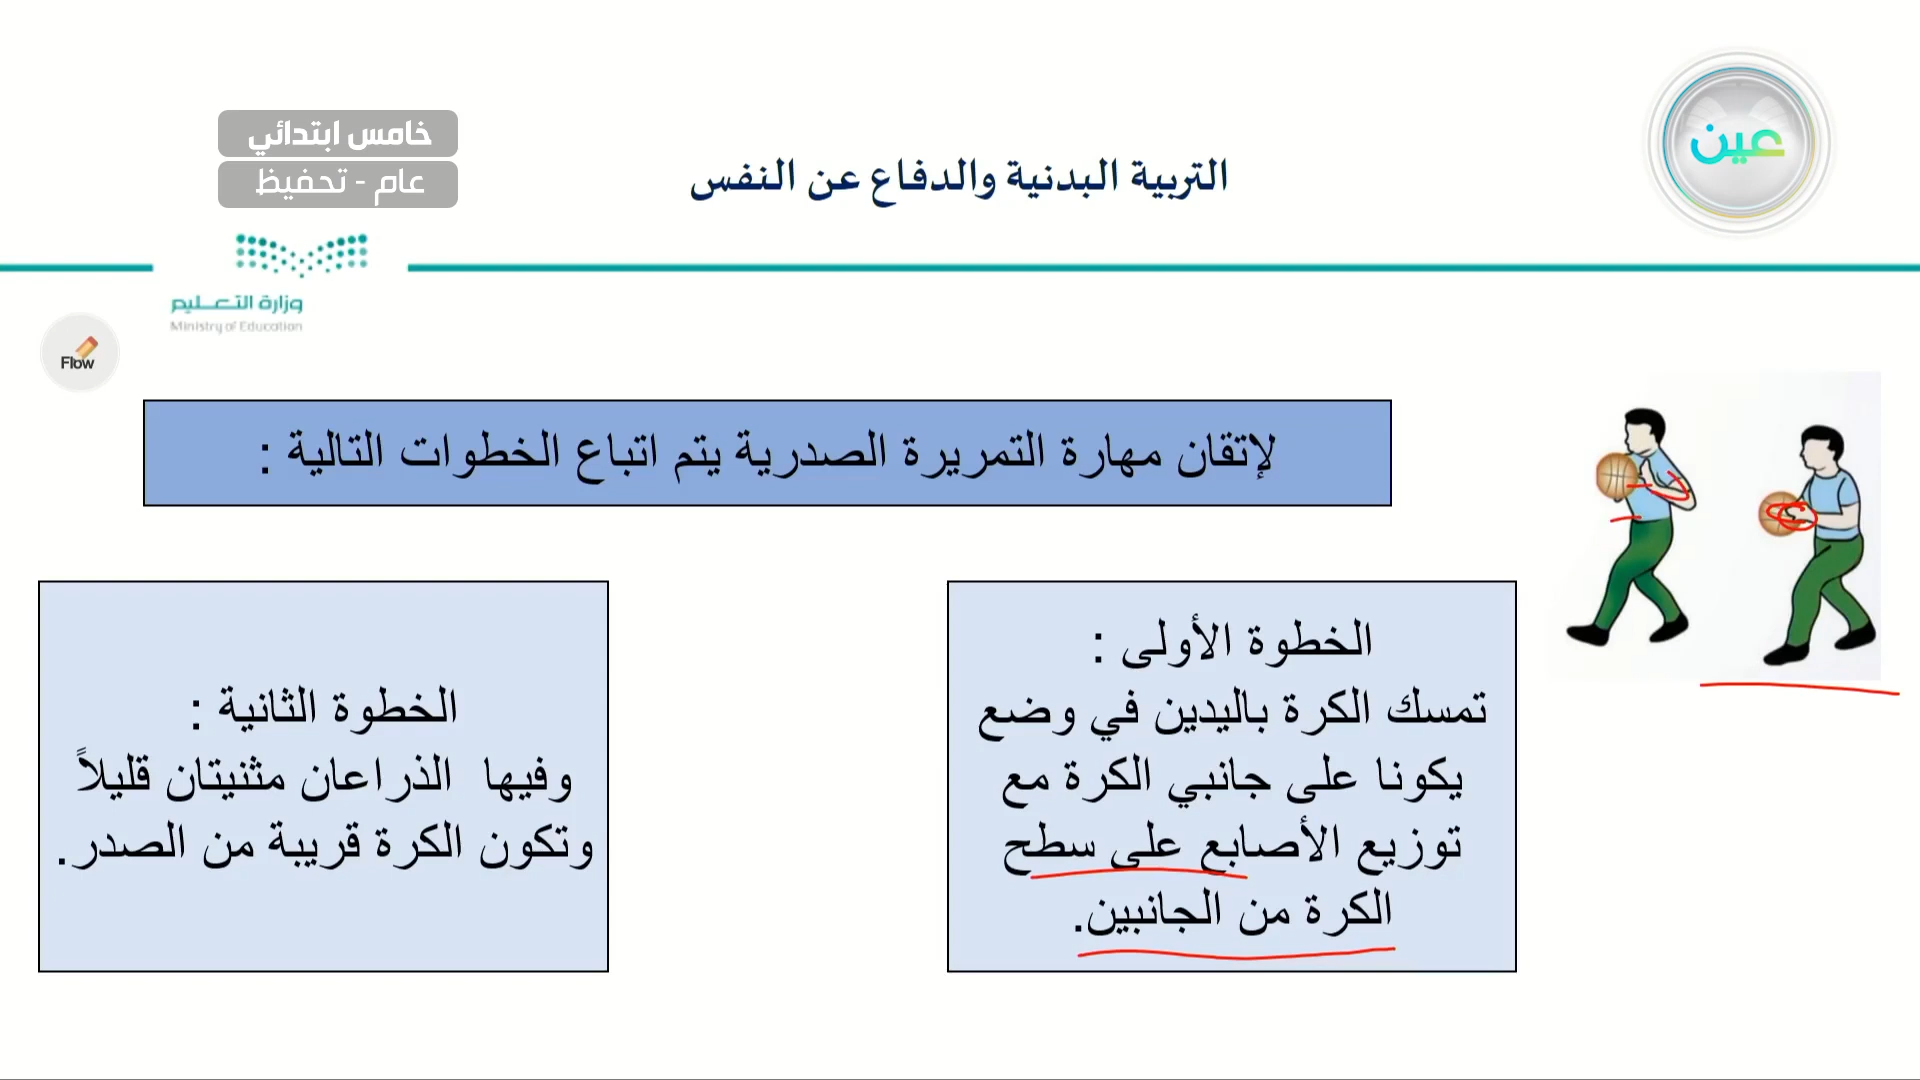 عين
التربية البدنية والدفاع عن النفس
خامس ابتدائي
عام - تحفيظ
وزارة التعليم
Ministry of Education
Flow
لإتقان مهارة التمريرة الصدرية يتم اتباع الخطوات التالية :
الخطوة الأولى :
تمسك الكرة باليدين في وضع
يكونا على جانبي الكرة مع
توزيع الأصابع على سطح
الكرة من الجانبين.
الخطوة الثانية :
وفيها الذراعان مثنيتان قليلاً
وتكون الكرة قريبة من الصدر.